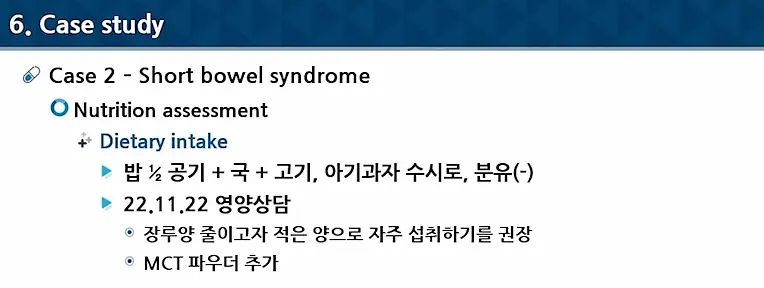 6. Case study
Case 2 - Short bowel syndrome
Nutrition assessment
Dietary intake
밥 ½ 공기 + 국 + 고기, 아기과자 수시로, 분유(-)
22.11.22 영양상담
장루양 줄이고자 적은 양으로 자주 섭취하기를 권장
MCT 파우더 추가